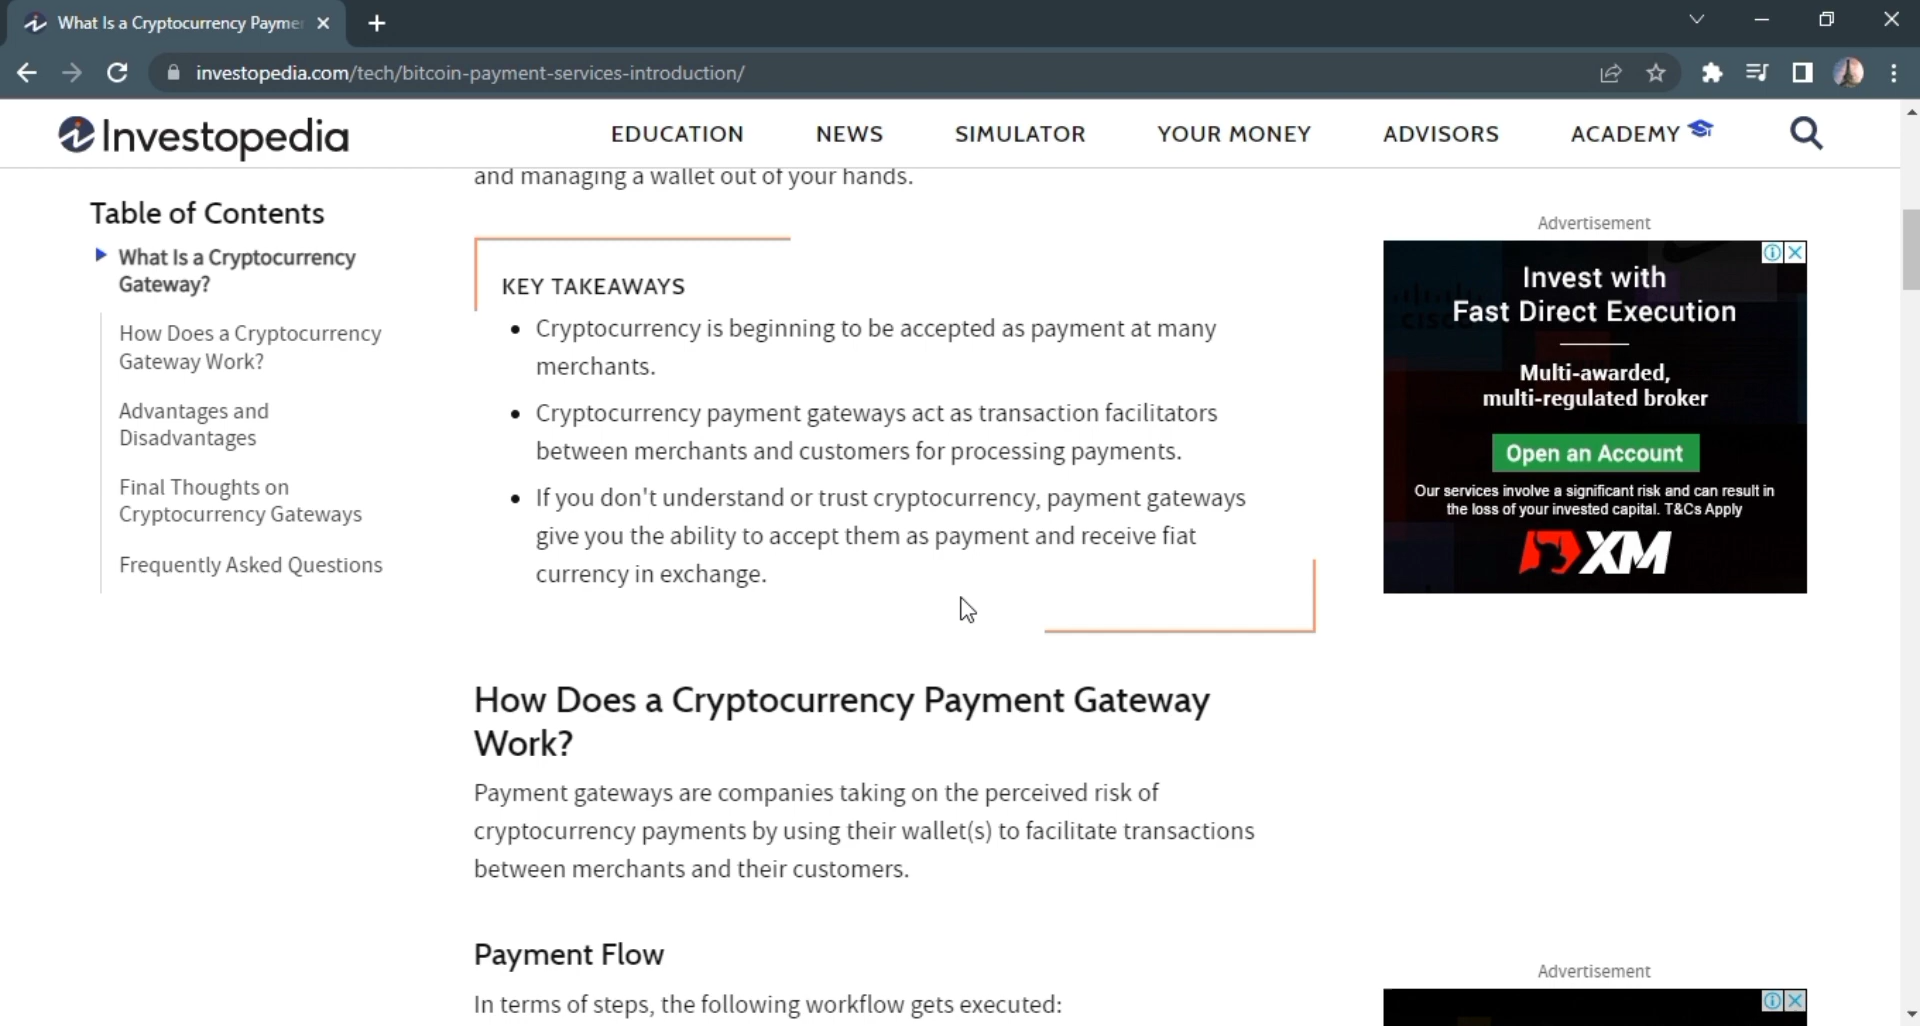 What Is a Cryptocurrency Payme
investopedia.com/tech/bitcoin-payment-services-introduction/
Investopedia
EDUCATION
NEWS
SIMULATOR
YOUR MONEY
ADVISORS
ACADEMY
and managing a wallet out of your hands.
Table of Contents
What Is a Cryptocurrency
Gateway?
How Does a Cryptocurrency
Gateway Work?
Advantages and
Disadvantages
Final Thoughts on
Cryptocurrency Gateways
Frequently Asked Questions
KEY TAKEAWAYS
Cryptocurrency is beginning to be accepted as payment at many
merchants.
Cryptocurrency payment gateways act as transaction facilitators
between merchants and customers for processing payments.
If you don't understand or trust cryptocurrency, payment gateways
give you the ability to accept them as payment and receive fiat
currency in exchange.
How Does a Cryptocurrency Payment Gateway
Work?
Payment gateways are companies taking on the perceived risk of
cryptocurrency payments by using their wallet(s) to facilitate transactions
between merchants and their customers.
Payment Flow
In terms of steps, the following workflow gets executed:
Advertisement
Invest with
Fast Direct Execution
Multi-awarded,
multi-regulated broker
Open an Account
Our services involve a significant risk and can result in
the loss of your invested capital. T&Cs Apply
XM
Advertisement